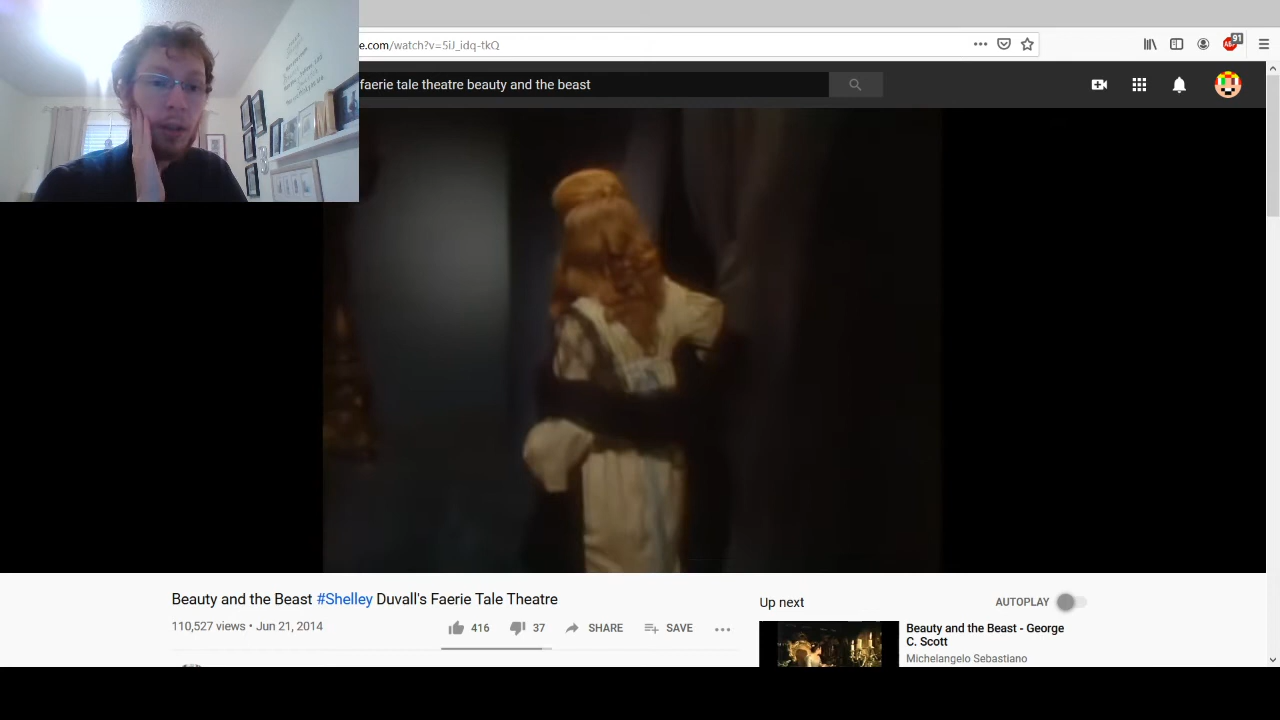 e.com/watch?v=5iJ_idq-tkQ
91
faerie tale theatre beauty and the beast
Beauty and the Beast #Shelley Duvall's Faerie Tale Theatre
110,527 views • Jun 21, 2014
416
37
SHARE
SAVE
Up next
AUTOPLAY
Beauty and the Beast - George
C. Scott
Michelangelo Sebastiano